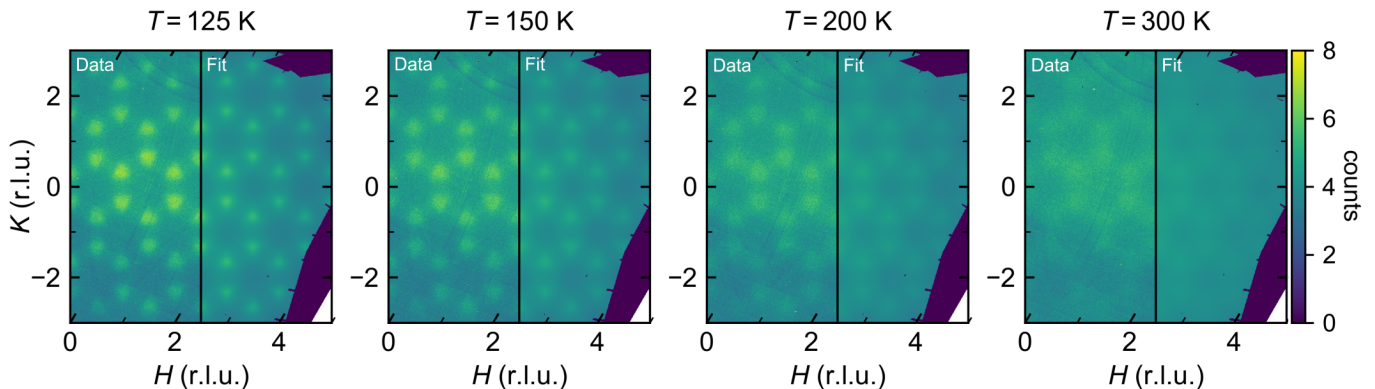 T = 125 K
T = 150 K
T = 200 K
T = 300 K
Data Fit
Data Fit
Data Fit
Data Fit
8
6
4
2
0
counts
2
0
−2
K (r.l.u.)
2
0
−2
2
0
−2
2
0
−2
0 2 4
0 2 4
0 2 4
0 2 4
H (r.l.u.)
H (r.l.u.)
H (r.l.u.)
H (r.l.u.)